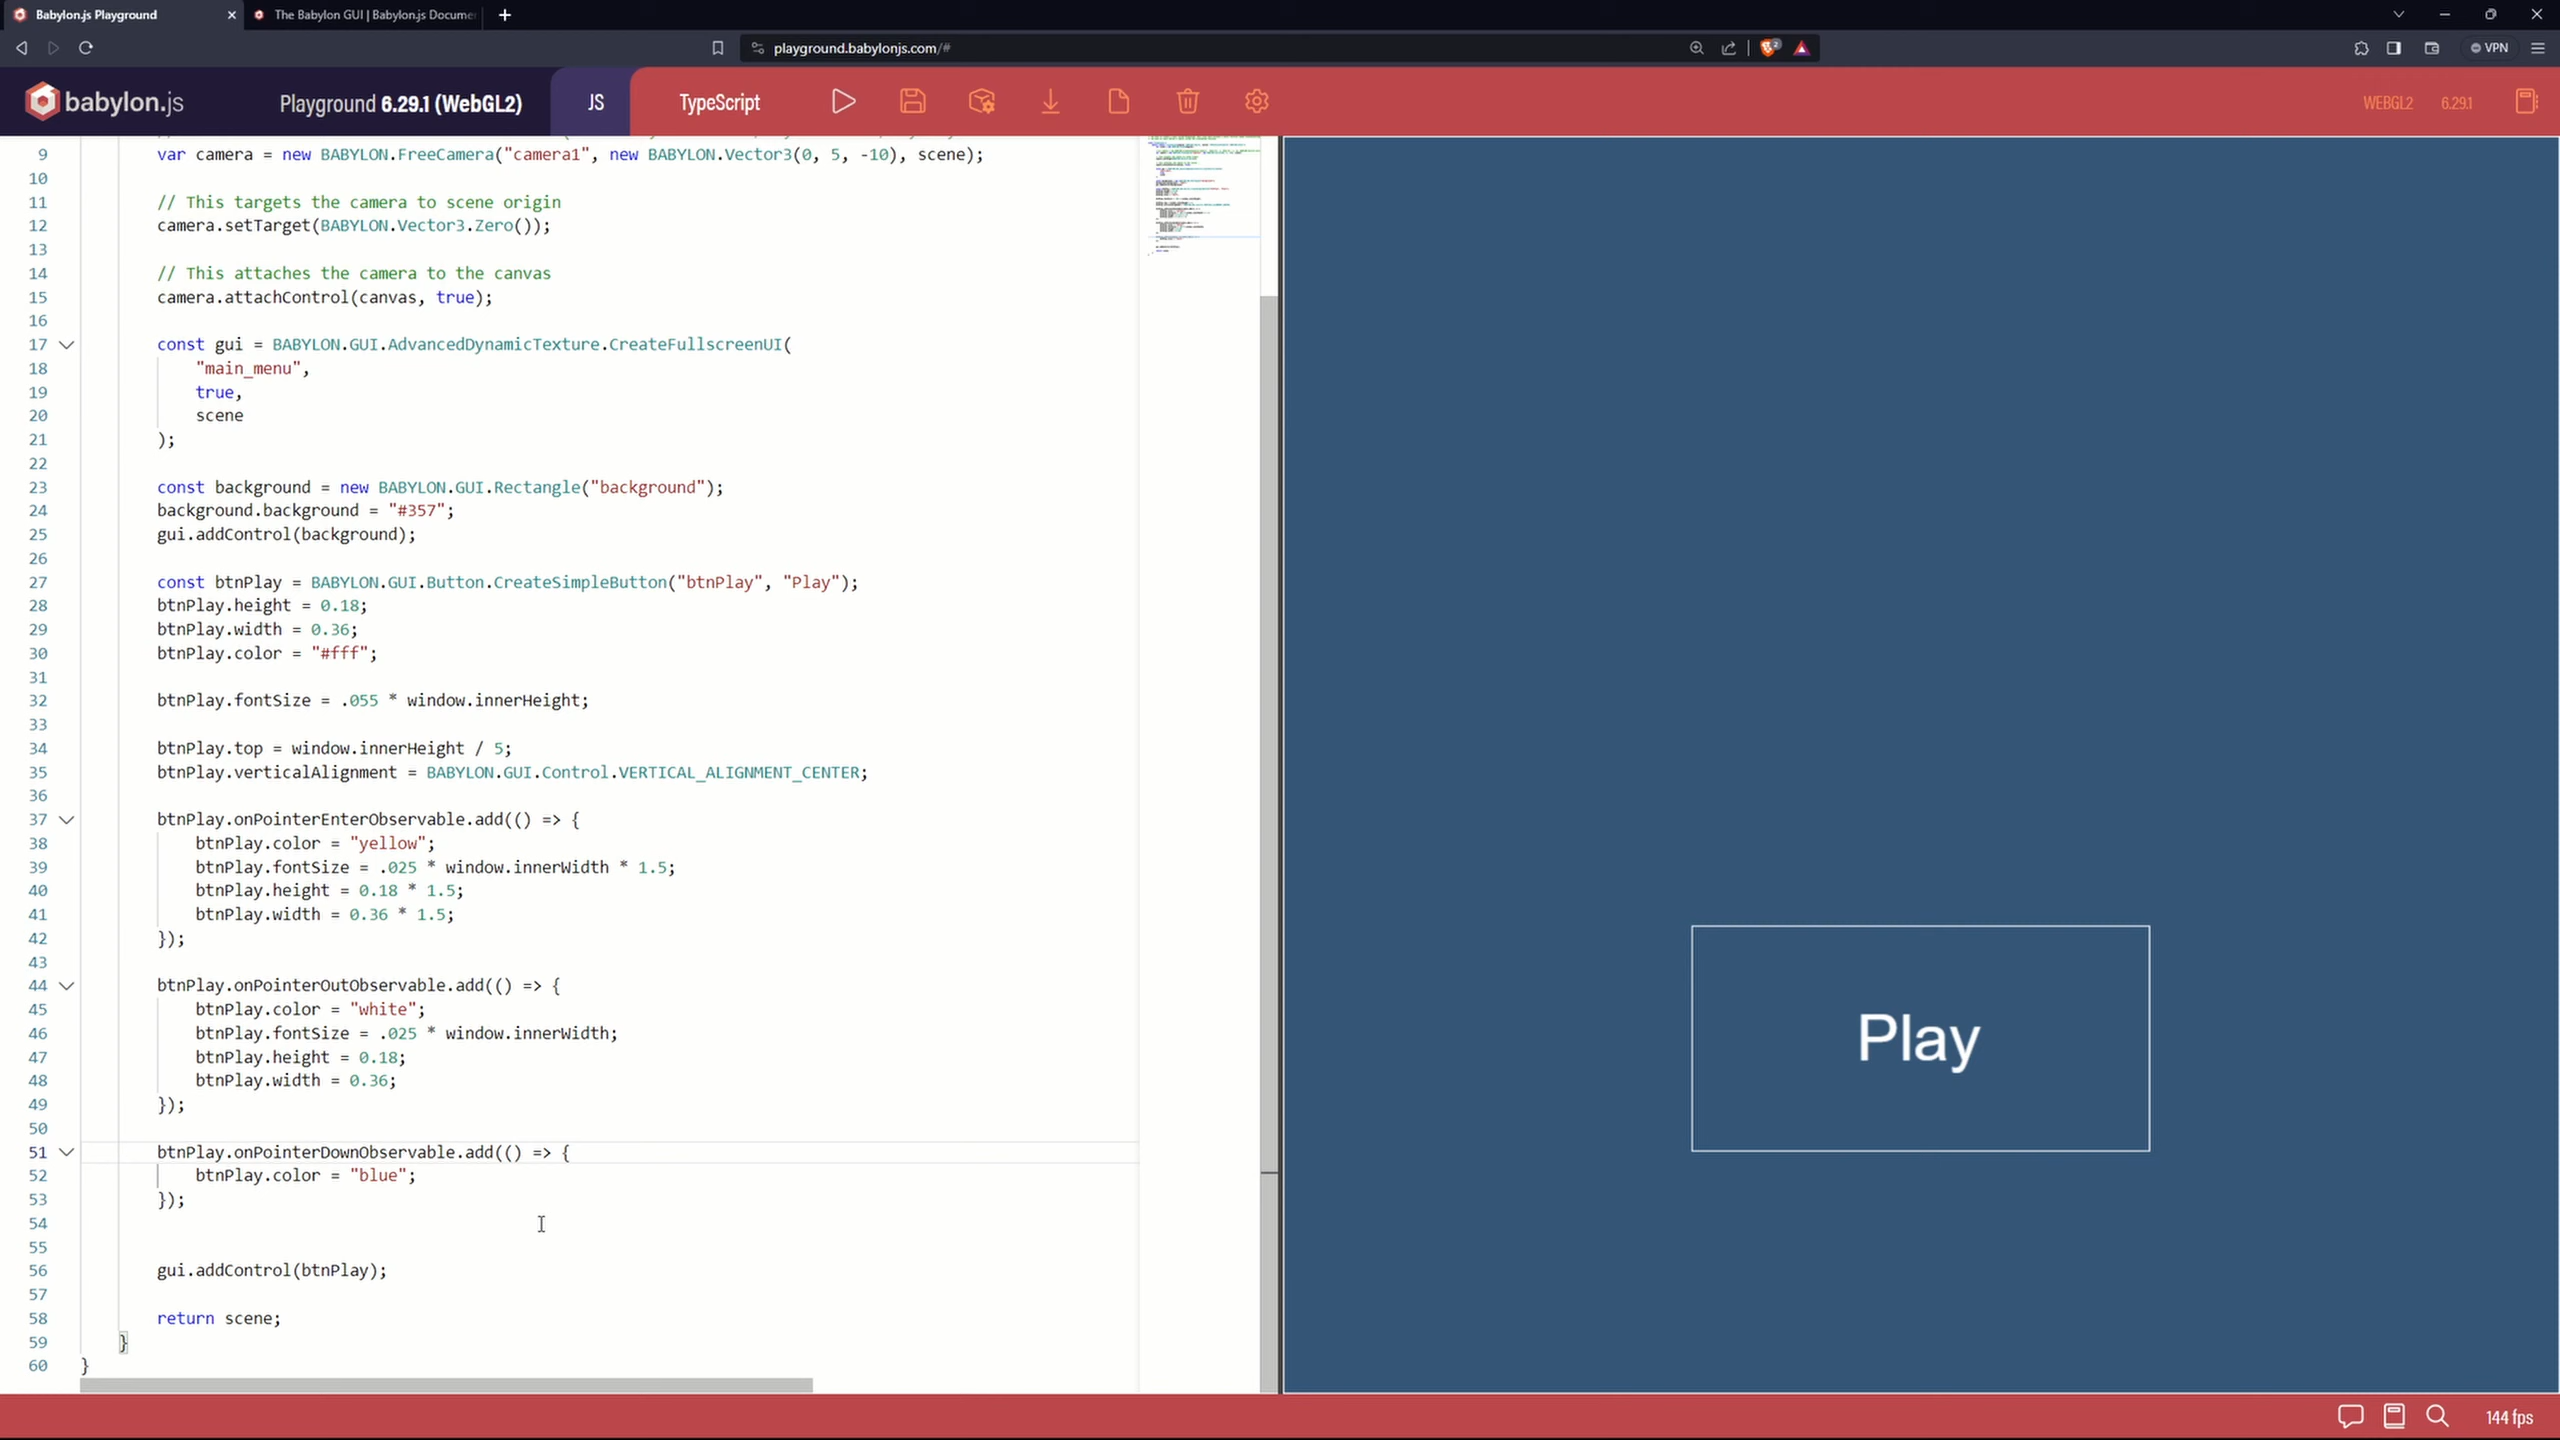 Babylon.js Playground
The Babylon GUI | Babylon.js Docume
playground.babylonjs.com/#
2
VPN
babylon.js
Playground 6.29.1 (WebGL2)
JS
TypeScript
WEBGL2
6.29.1
9 var camera = new BABYLON.FreeCamera("camera1", new BABYLON.Vector3(0, 5, -10), scene);
10
11 // This targets the camera to scene origin
12 camera.setTarget(BABYLON.Vector3.Zero());
13
14 // This attaches the camera to the canvas
15 camera.attachControl(canvas, true);
16
17 const gui = BABYLON.GUI.AdvancedDynamicTexture.CreateFullscreenUI(
18 "main_menu",
19 true,
20 scene
21 );
22
23 const background = new BABYLON.GUI.Rectangle("background");
24 background.background = "#357";
25 gui.addControl(background);
26
27 const btnPlay = BABYLON.GUI.Button.CreateSimpleButton("btnPlay", "Play");
28 btnPlay.height = 0.18;
29 btnPlay.width = 0.36;
30 btnPlay.color = "#fff";
31
32 btnPlay.fontSize = .055 * window.innerHeight;
33
34 btnPlay.top = window.innerHeight / 5;
35 btnPlay.verticalAlignment = BABYLON.GUI.Control.VERTICAL_ALIGNMENT_CENTER;
36
37 btnPlay.onPointerEnterObservable.add(() => {
38 btnPlay.color = "yellow";
39 btnPlay.fontSize = .025 * window.innerWidth * 1.5;
40 btnPlay.height = 0.18 * 1.5;
41 btnPlay.width = 0.36 * 1.5;
42 });
43
44 btnPlay.onPointerOutObservable.add(() => {
45 btnPlay.color = "white";
46 btnPlay.fontSize = .025 * window.innerWidth;
47 btnPlay.height = 0.18;
48 btnPlay.width = 0.36;
49 });
50
51 btnPlay.onPointerDownObservable.add(() => {
52 btnPlay.color = "blue";
53 });
54
55
56 gui.addControl(btnPlay);
57
58 return scene;
59 }
60 }
Play
144 fps